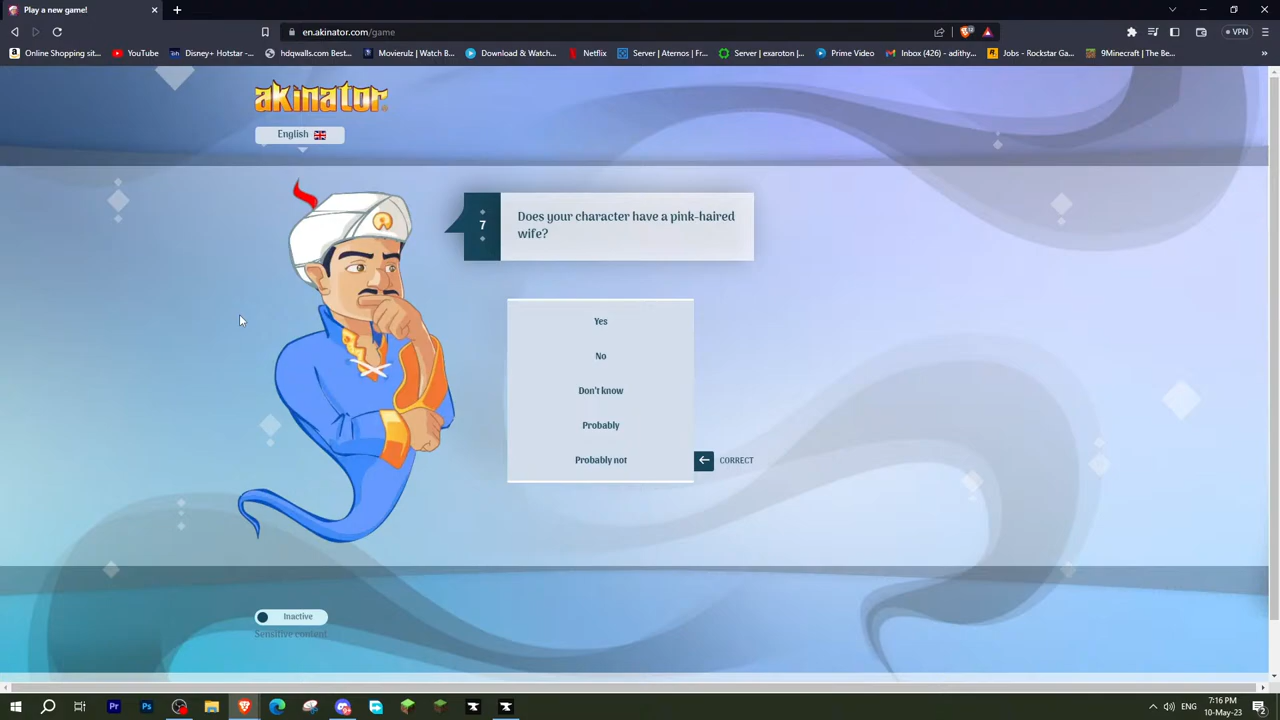 Play a new game!
en.akinator.com/game
VPN
Online Shopping sit...
YouTube
Disney+ Hotstar -...
hdqwalls.com Backg...
Movierulz | Watch B...
Download & Watch...
Netflix
Server | Aternos | Fr...
Server | exaroton | ...
Prime Video
Inbox (426) - adithy...
Jobs - Rockstar Ga...
9Minecraft | The Be...
akinator
English
7
Does your character have a pink-haired
wife?
Yes
No
Don't know
Probably
Probably not
CORRECT
Inactive
Sensitive content
ENG
7:16 PM
10-May-23
2